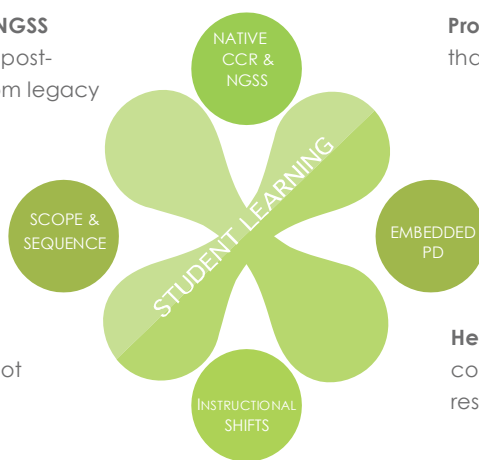 NGSS
post-
om legacy
NATIVE
CCR &
NGSS
Pro
tha
SCOPE &
SEQUENCE
STUDENT LEARNING
EMBEDDED
PD
ot
INSTRUCTIONAL
SHIFTS
He
co
res